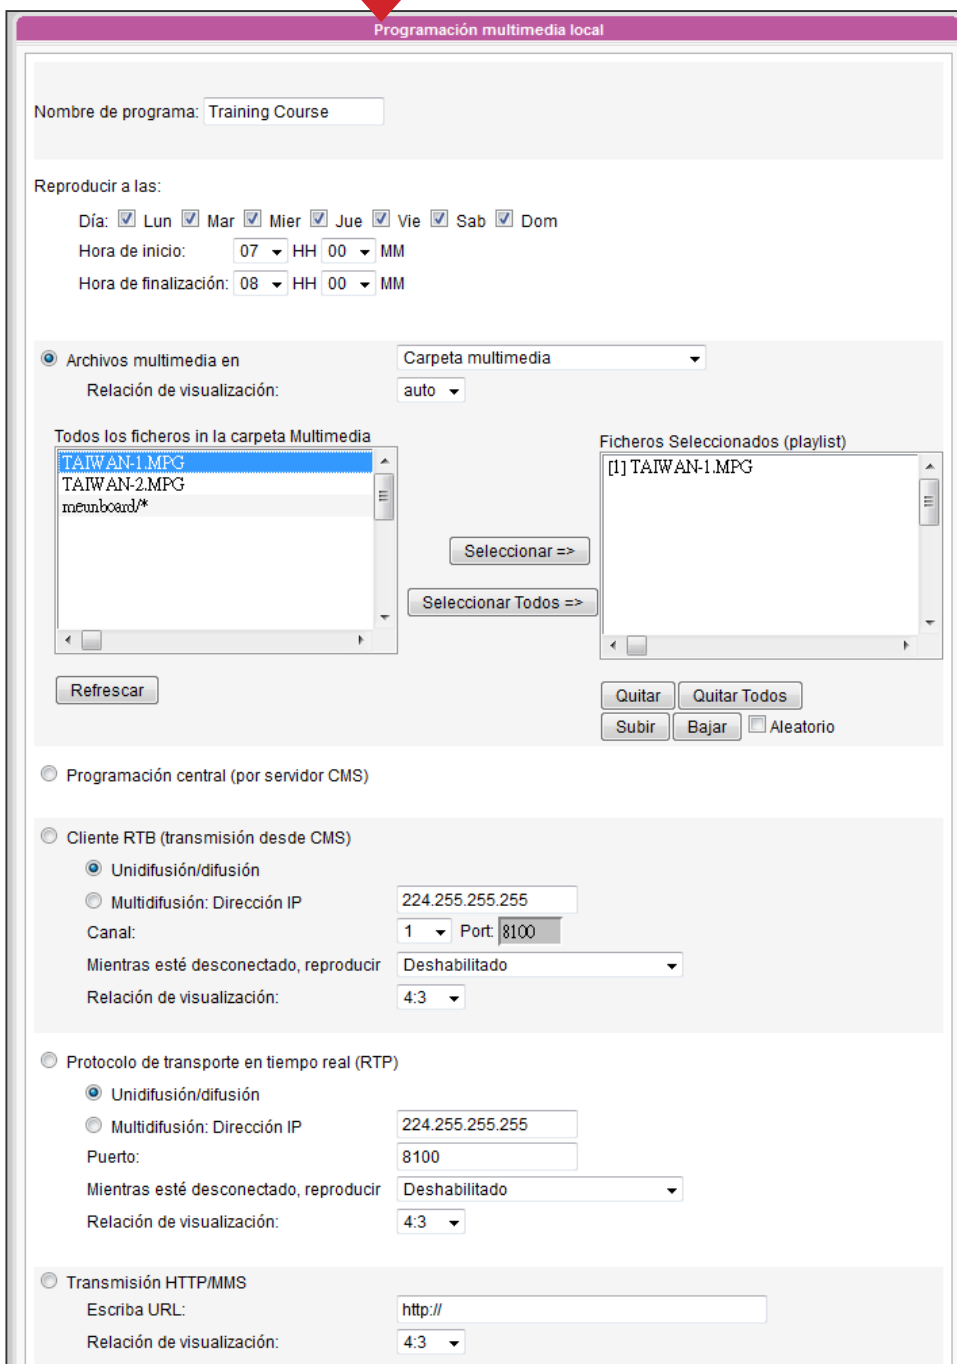 Programación multimedia local
Nombre de programa: Training Course
Reproducir a las:
Día: Lun Mar Mier Jue Vie Sab Dom
Hora de inicio: 07 HH 00 MM
Hora de finalización: 08 HH 00 MM
Archivos multimedia en Carpeta multimedia
Relación de visualización: auto
Todos los ficheros in la carpeta Multimedia
TAIWAN-1.MPG
TAIWAN-2.MPG
meunboard/*
Seleccionar =>
Seleccionar Todos =>
Ficheros Seleccionados (playlist)
[1] TAIWAN-1.MPG
Refrescar
Quitar Quitar Todos
Subir Bajar Aleatorio
Programación central (por servidor CMS)
Cliente RTB (transmisión desde CMS)
Unidifusión/difusión
Multidifusión: Dirección IP 224.255.255.255
Canal: 1 Port: 8100
Mientras esté desconectado, reproducir Deshabilitado
Relación de visualización: 4:3
Protocolo de transporte en tiempo real (RTP)
Unidifusión/difusión
Multidifusión: Dirección IP 224.255.255.255
Puerto: 8100
Mientras esté desconectado, reproducir Deshabilitado
Relación de visualización: 4:3
Transmisión HTTP/MMS
Escriba URL: http://
Relación de visualización: 4:3